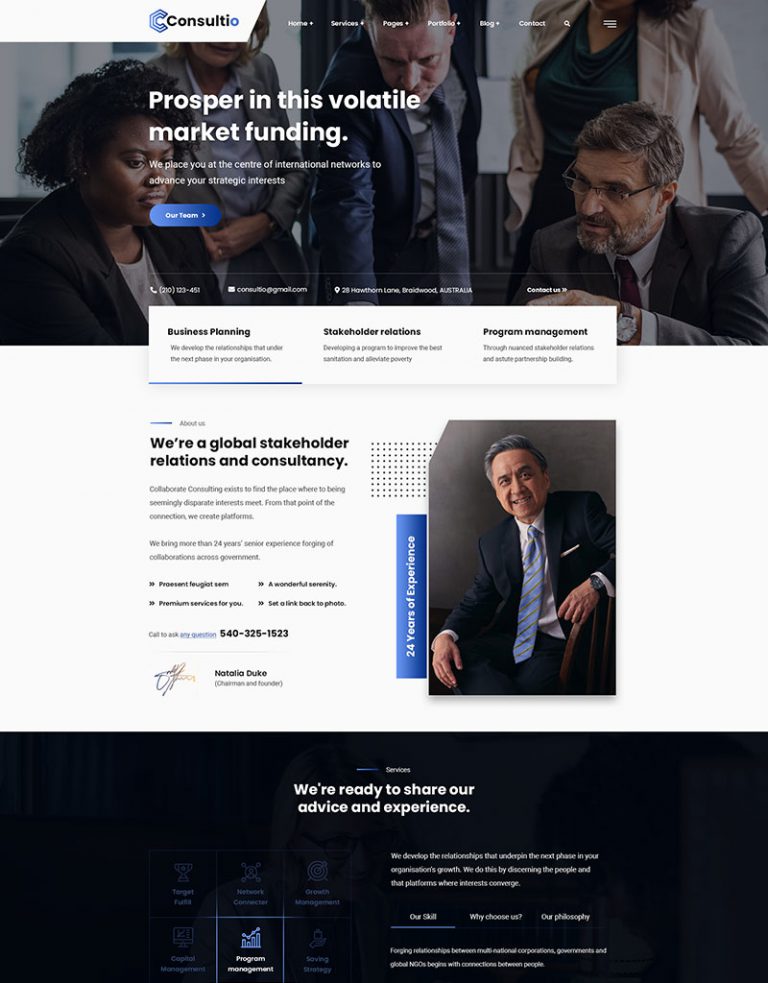 Consultio
Home + Services + Pages + Portfolio + Blog + Contact
Prosper in this volatile
market funding.
We place you at the centre of international networks to
advance your strategic interests
Our Team >
(210) 123-451 consultio@gmail.com 28 Hawthorn Lane, Braidwood, AUSTRALIA Contact us »
Business Planning
We develop the relationships that under
the next phase in your organisation.
Stakeholder relations
Developing a program to improve the best
sanitation and alleviate poverty
Program management
Through nuanced stakeholder relations
and astute partnership building.
About us
We're a global stakeholder
relations and consultancy.
Collaborate Consulting exists to find the place where to being
seemingly disparate interests meet. From that point of the
connection, we create platforms.
We bring more than 24 years' senior experience forging of
collaborations across government.
» Praesent feugiat sem » A wonderful serenity.
» Premium services for you. » Set a link back to photo.
Call to ask any question 540-325-1523
Natalia Duke
(Chairman and founder)
24 Years of Experience
Services
We're ready to share our
advice and experience.
Target
Fulfill
Network
Connecter
Growth
Management
Capital
Management
Program
management
Saving
Strategy
We develop the relationships that underpin the next phase in your
organisation's growth. We do this by discerning the people and
that platforms where interests converge.
Our Skill Why choose us? Our philosophy
Forging relationships between multi-national corporations, governments and
global NGOs begins with connections between people.